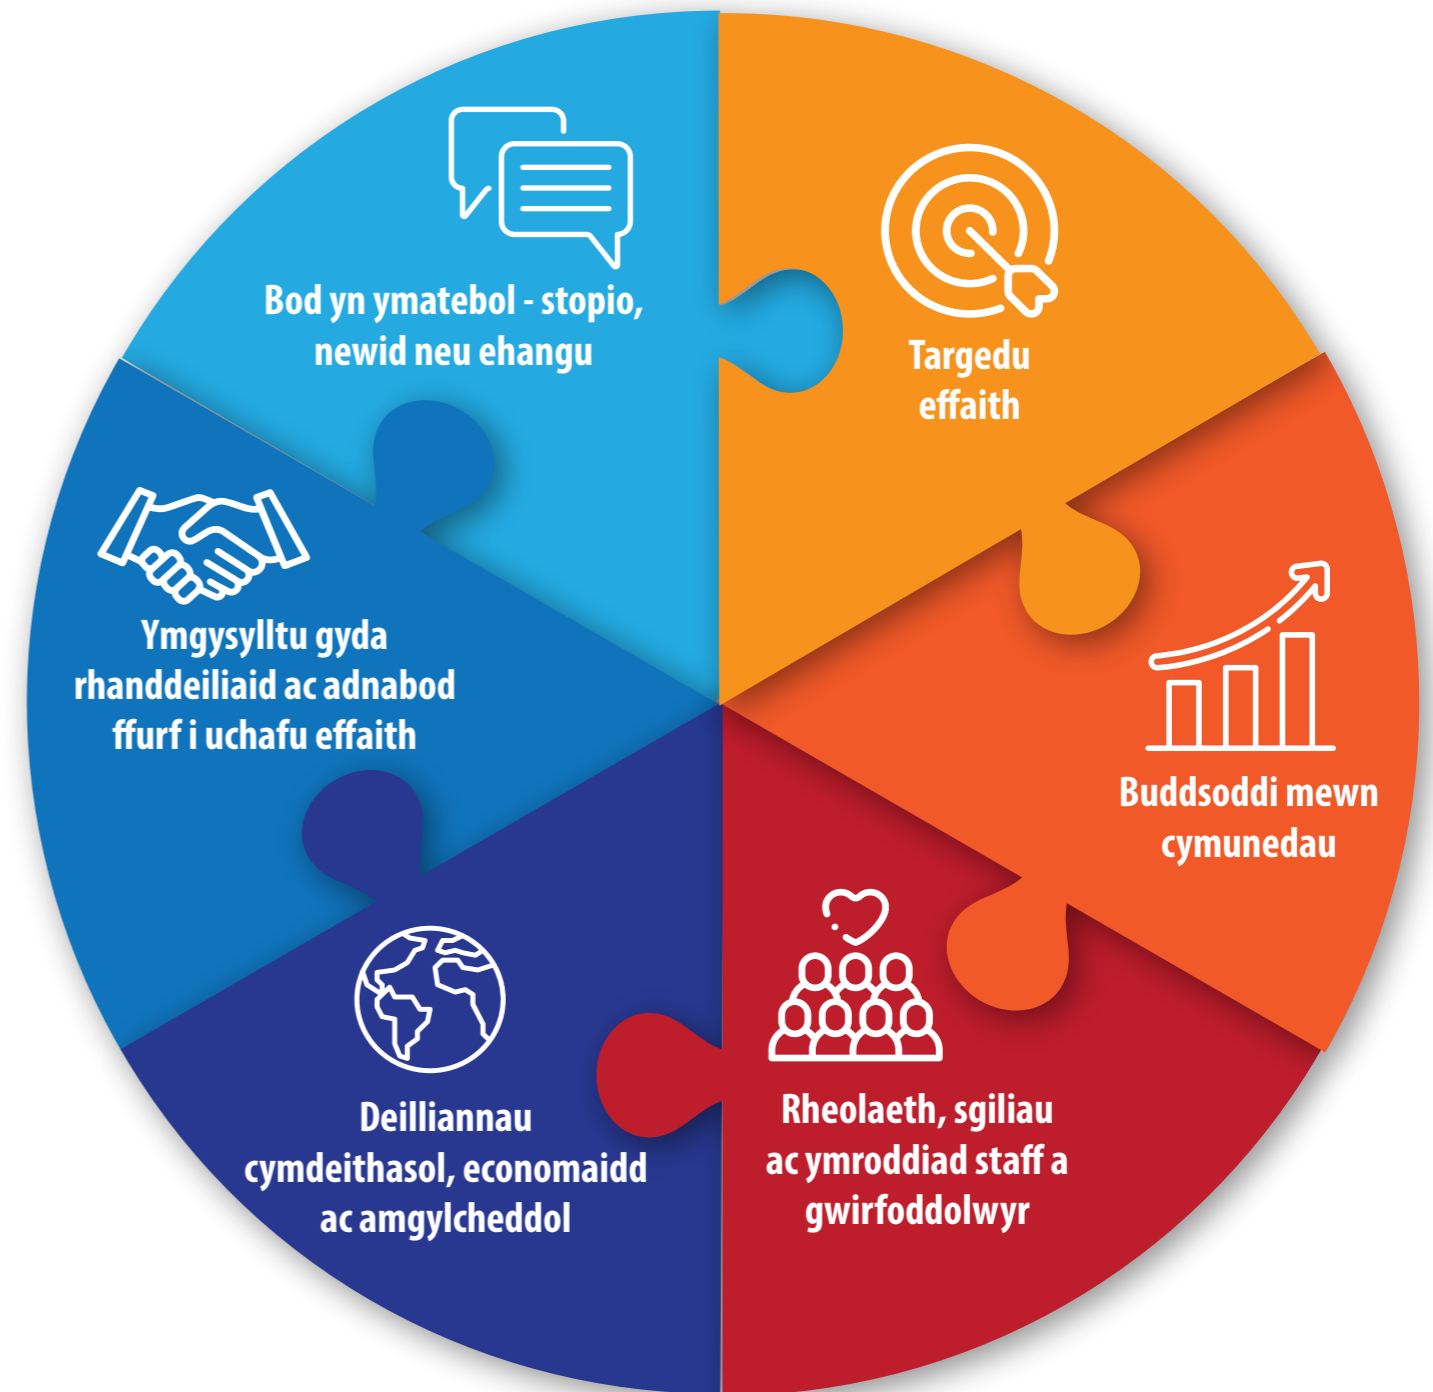 Bod yn ymatebol - stopio,
newid neu ehangu
Targedu
effaith
Ymgysylltu gyda
rhanddeiliaid ac adnabod
ffurf i uchafu effaith
Buddsoddi mewn
cymunedau
Deilliannau
cymdeithasol, economaidd
ac amgylcheddol
Rheolaeth, sgiliau
ac ymroddiad staff a
gwirfoddolwyr